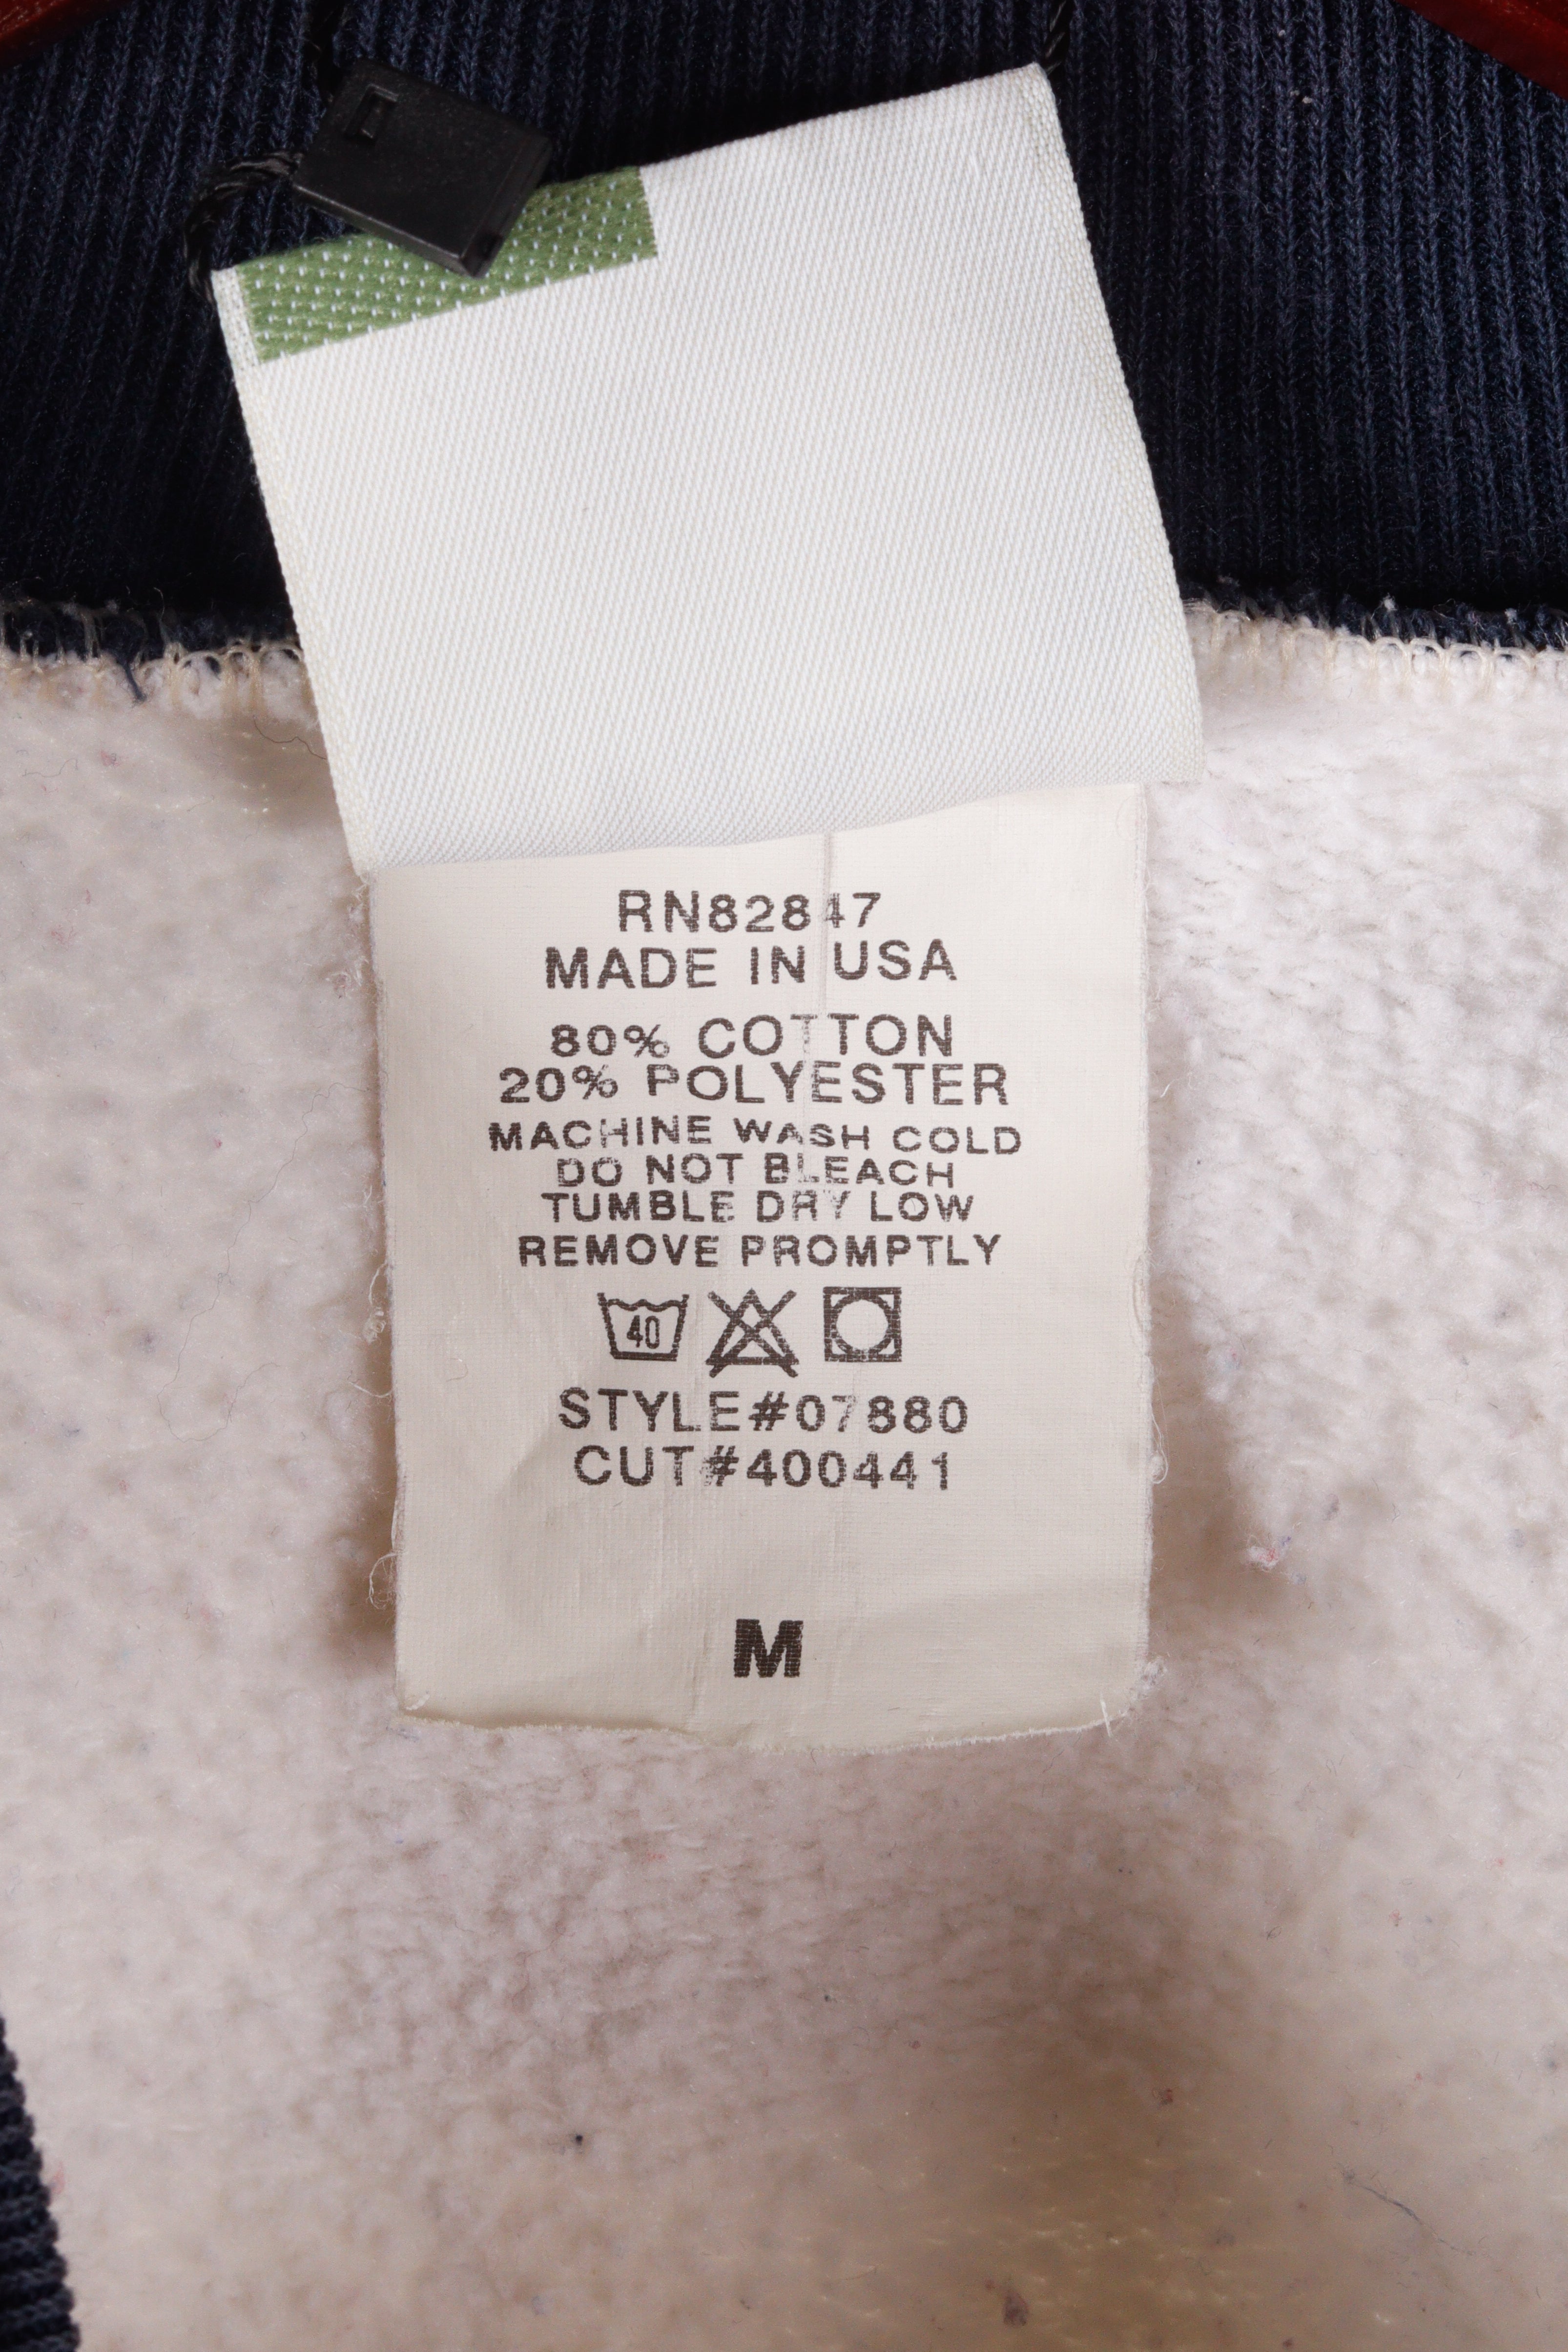 RN82847
MADE IN USA
80% COTTON
20% POLYESTER
MACHINE WASH COLD
DO NOT BLEACH
TUMBLE DRY LOW
REMOVE PROMPTLY
40
STYLE#07880
CUT#400441
M